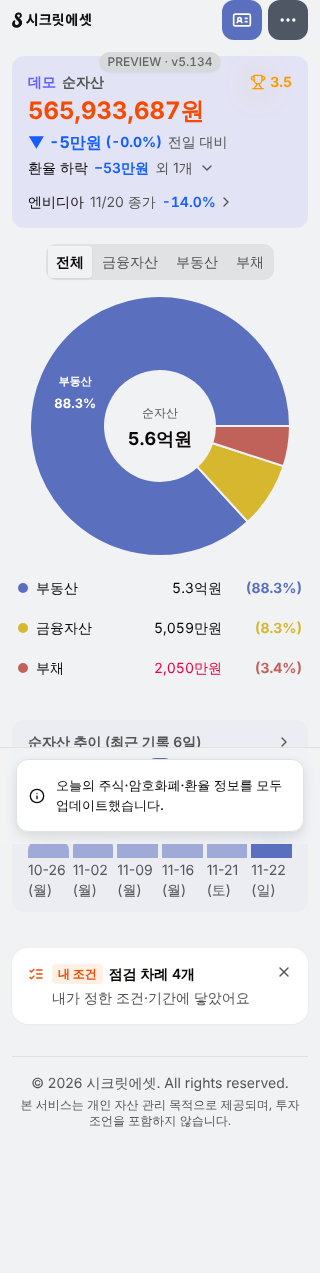 시크릿에셋
PREVIEW · v5.134
데모 순자산
3.5
565,933,687원
▼ -5만원 (-0.0%) 전일 대비
환율 하락 −53만원 외 1개
엔비디아 11/20 종가 -14.0%
전체 금융자산 부동산 부채
부동산
88.3%
순자산
5.6억원
부동산 5.3억원 (88.3%)
금융자산 5,059만원 (8.3%)
부채 2,050만원 (3.4%)
순자산 추이 (최근 기록 6일)
오늘의 주식·암호화폐·환율 정보를 모두
업데이트했습니다.
10-26 11-02 11-09 11-16 11-21 11-22
(월) (월) (월) (월) (토) (일)
내 조건 점검 차례 4개
내가 정한 조건·기간에 닿았어요
© 2026 시크릿에셋. All rights reserved.
본 서비스는 개인 자산 관리 목적으로 제공되며, 투자
조언을 포함하지 않습니다.